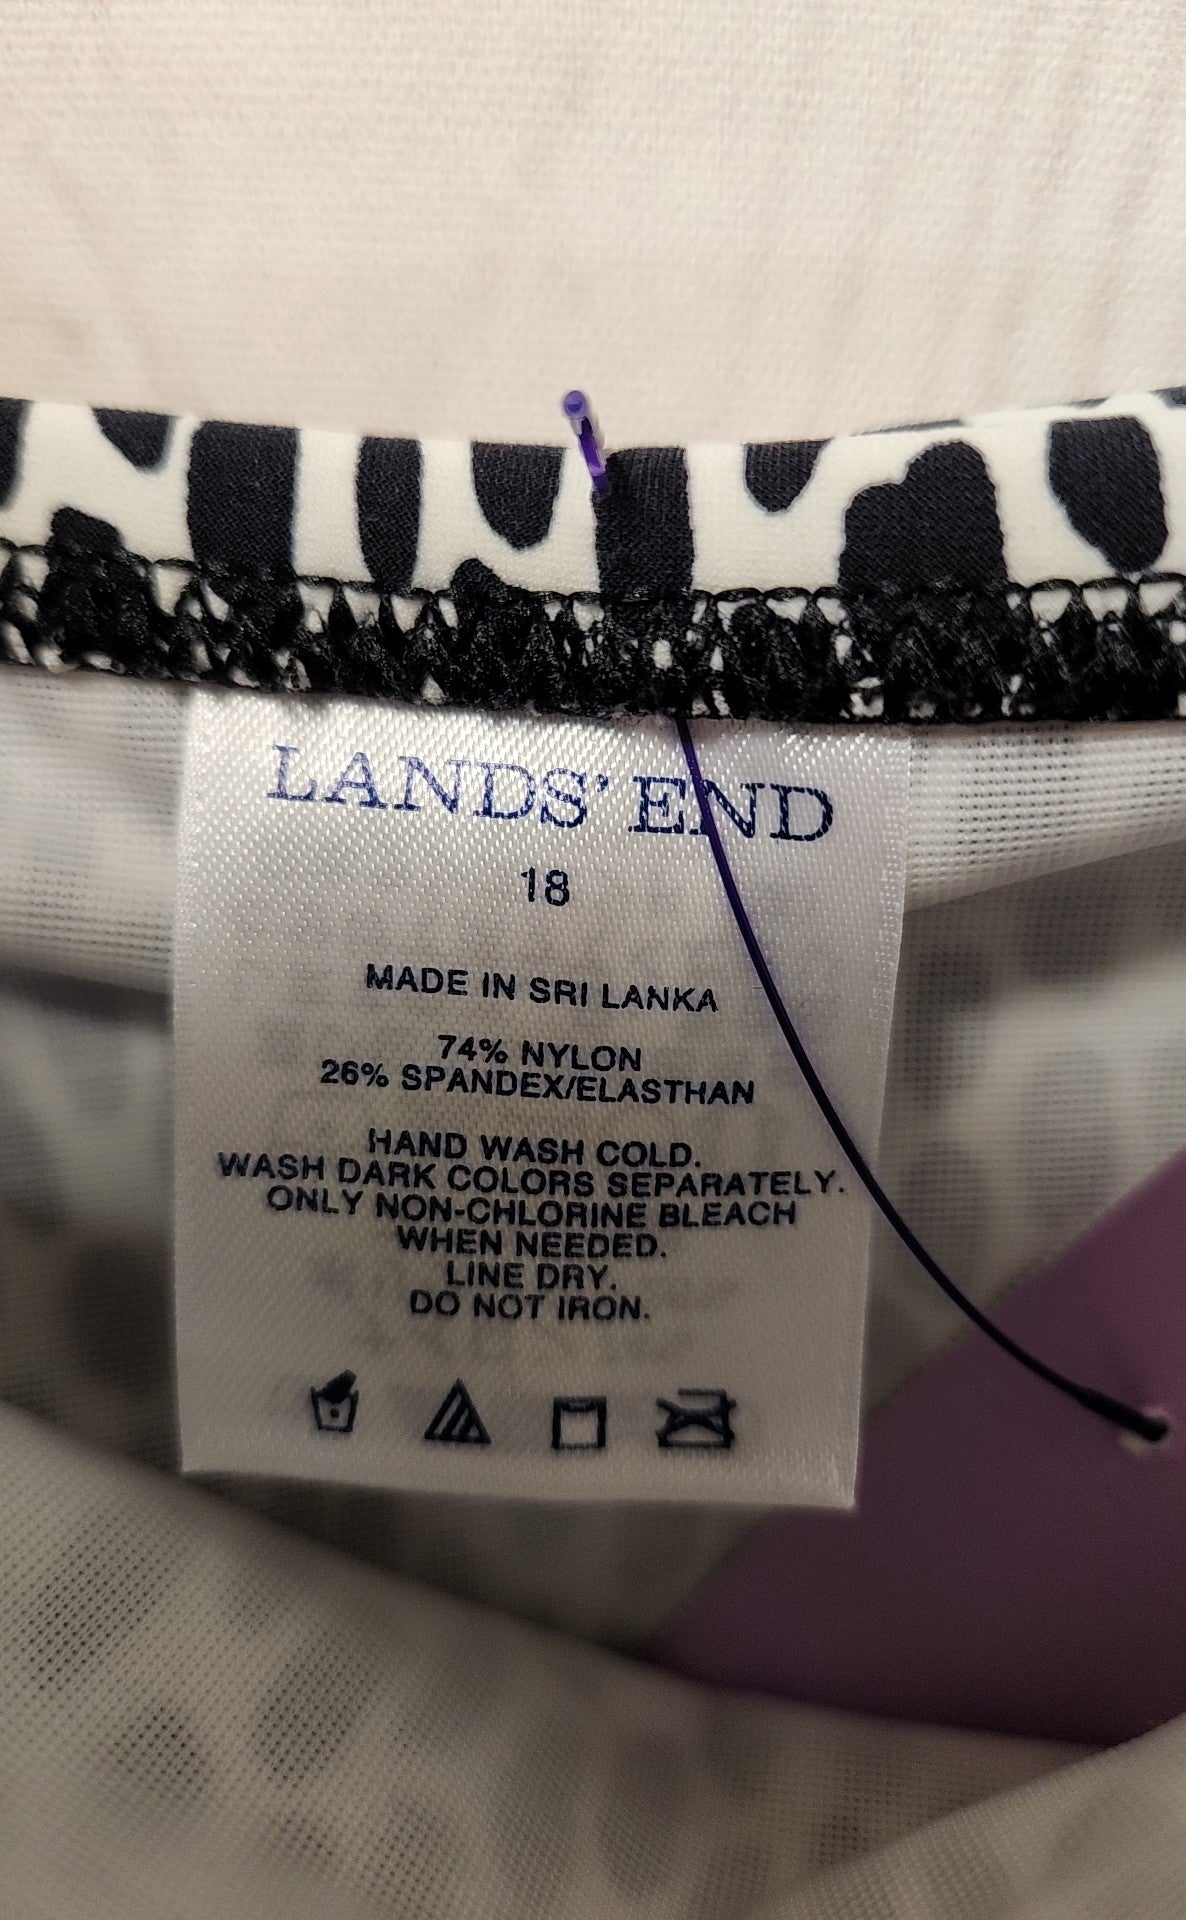 LANDS' END
18
MADE IN SRI LANKA
74% NYLON
26% SPANDEX/ELASTHAN
HAND WASH COLD.
WASH DARK COLORS SEPARATELY.
ONLY NON-CHLORINE BLEACH
WHEN NEEDED.
LINE DRY.
DO NOT IRON.